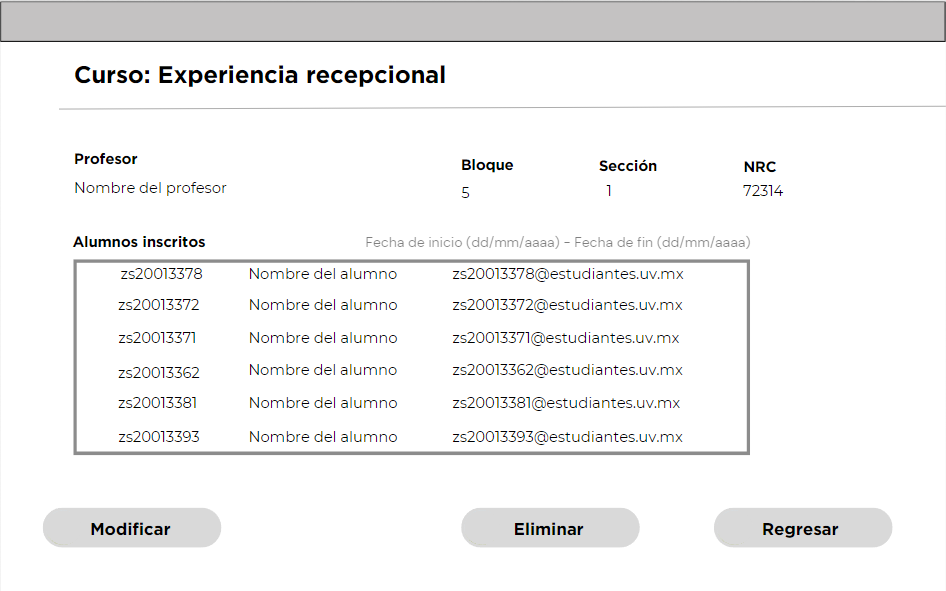 Curso: Experiencia recepcional
Profesor
Nombre del profesor
Bloque
5
Sección
1
NRC
72314
Alumnos inscritos
Fecha de inicio (dd/mm/aaaa) – Fecha de fin (dd/mm/aaaa)
zs20013378 Nombre del alumno zs20013378@estudiantes.uv.mx
zs20013372 Nombre del alumno zs20013372@estudiantes.uv.mx
zs20013371 Nombre del alumno zs20013371@estudiantes.uv.mx
zs20013362 Nombre del alumno zs20013362@estudiantes.uv.mx
zs20013381 Nombre del alumno zs20013381@estudiantes.uv.mx
zs20013393 Nombre del alumno zs20013393@estudiantes.uv.mx
Modificar
Eliminar
Regresar